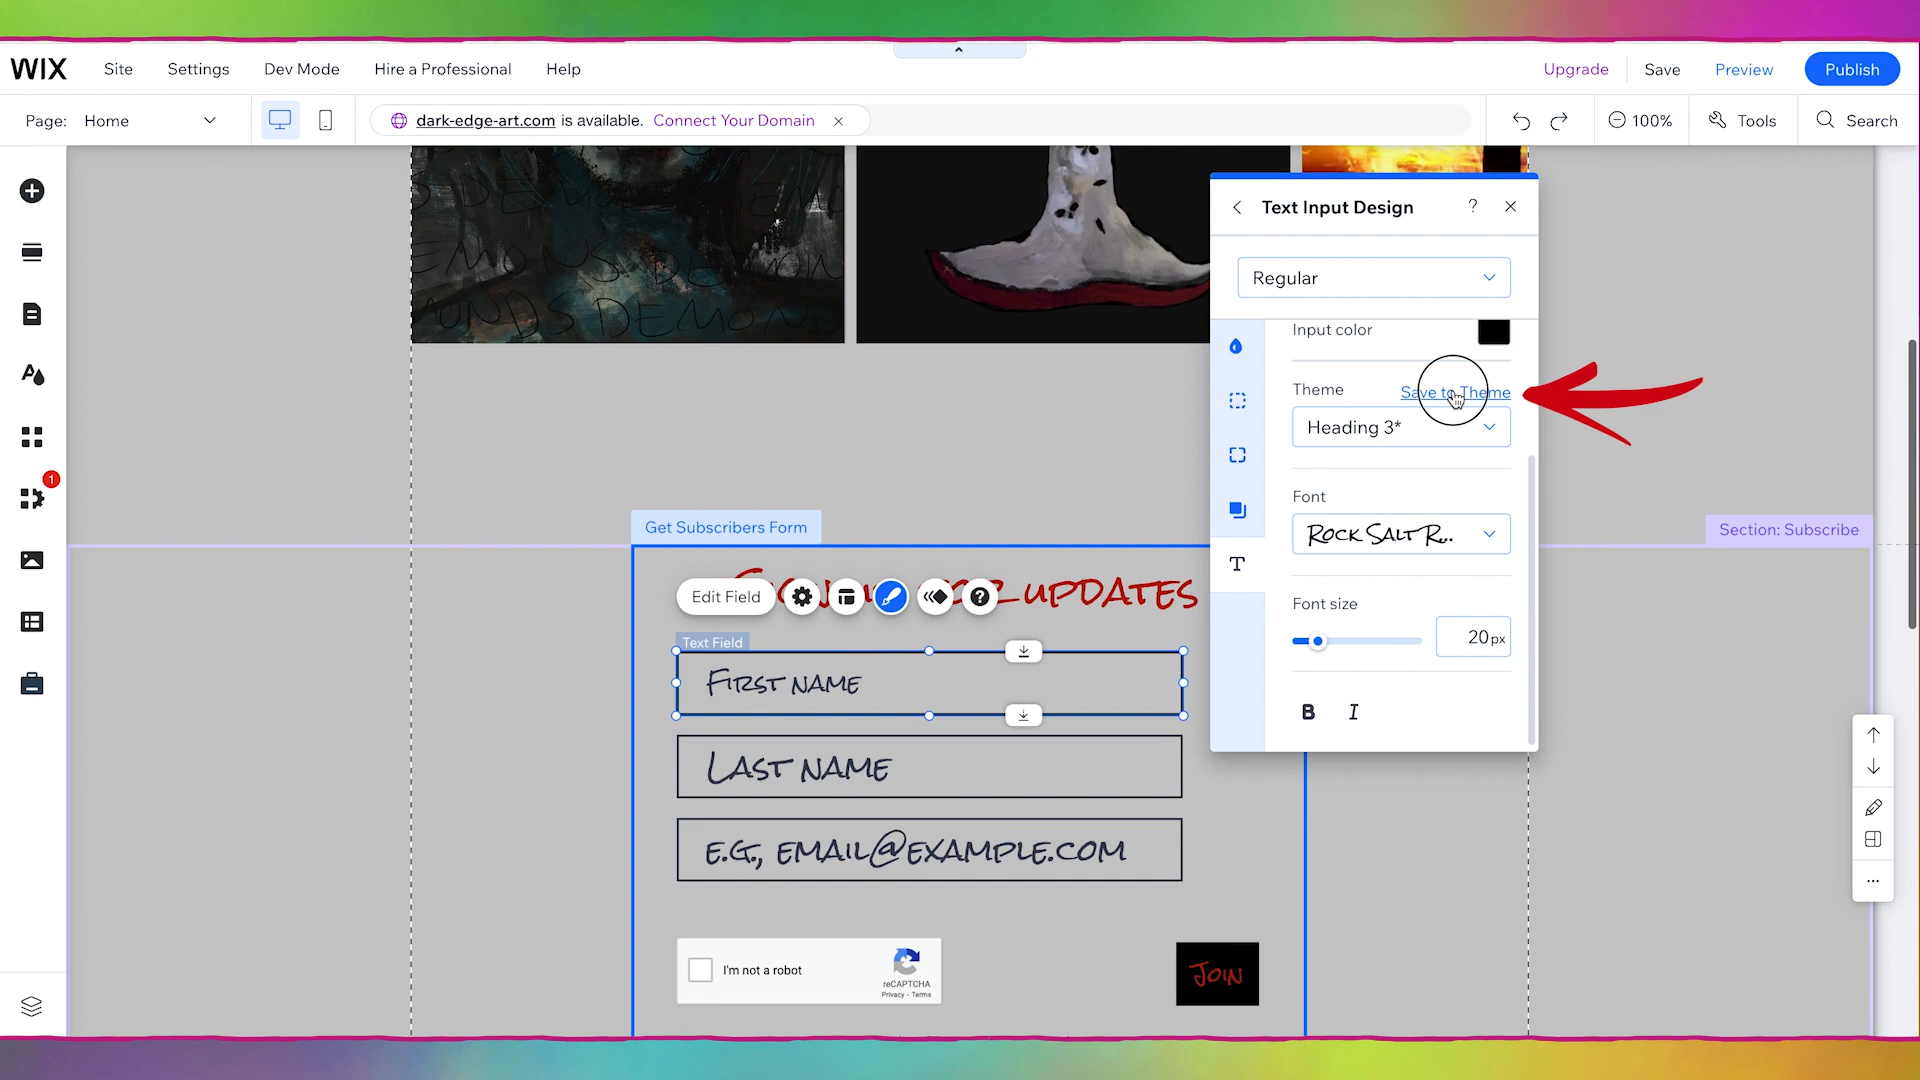 WIX Site Settings Dev Mode Hire a Professional Help Upgrade Save Preview Publish
Page: Home dark-edge-art.com is available. Connect Your Domain 100% Tools Search
Text Input Design ?
Regular
Input color
Theme Save to Theme
Heading 3*
Font
Rock Salt R...
Font size
20px
B I
1
DEMONS DEMON
Get Subscribers Form
Section: Subscribe
updates
Edit Field
Text Field
First name
Last name
e.g., email@example.com
I'm not a robot
reCAPTCHA
Privacy - Terms
Join